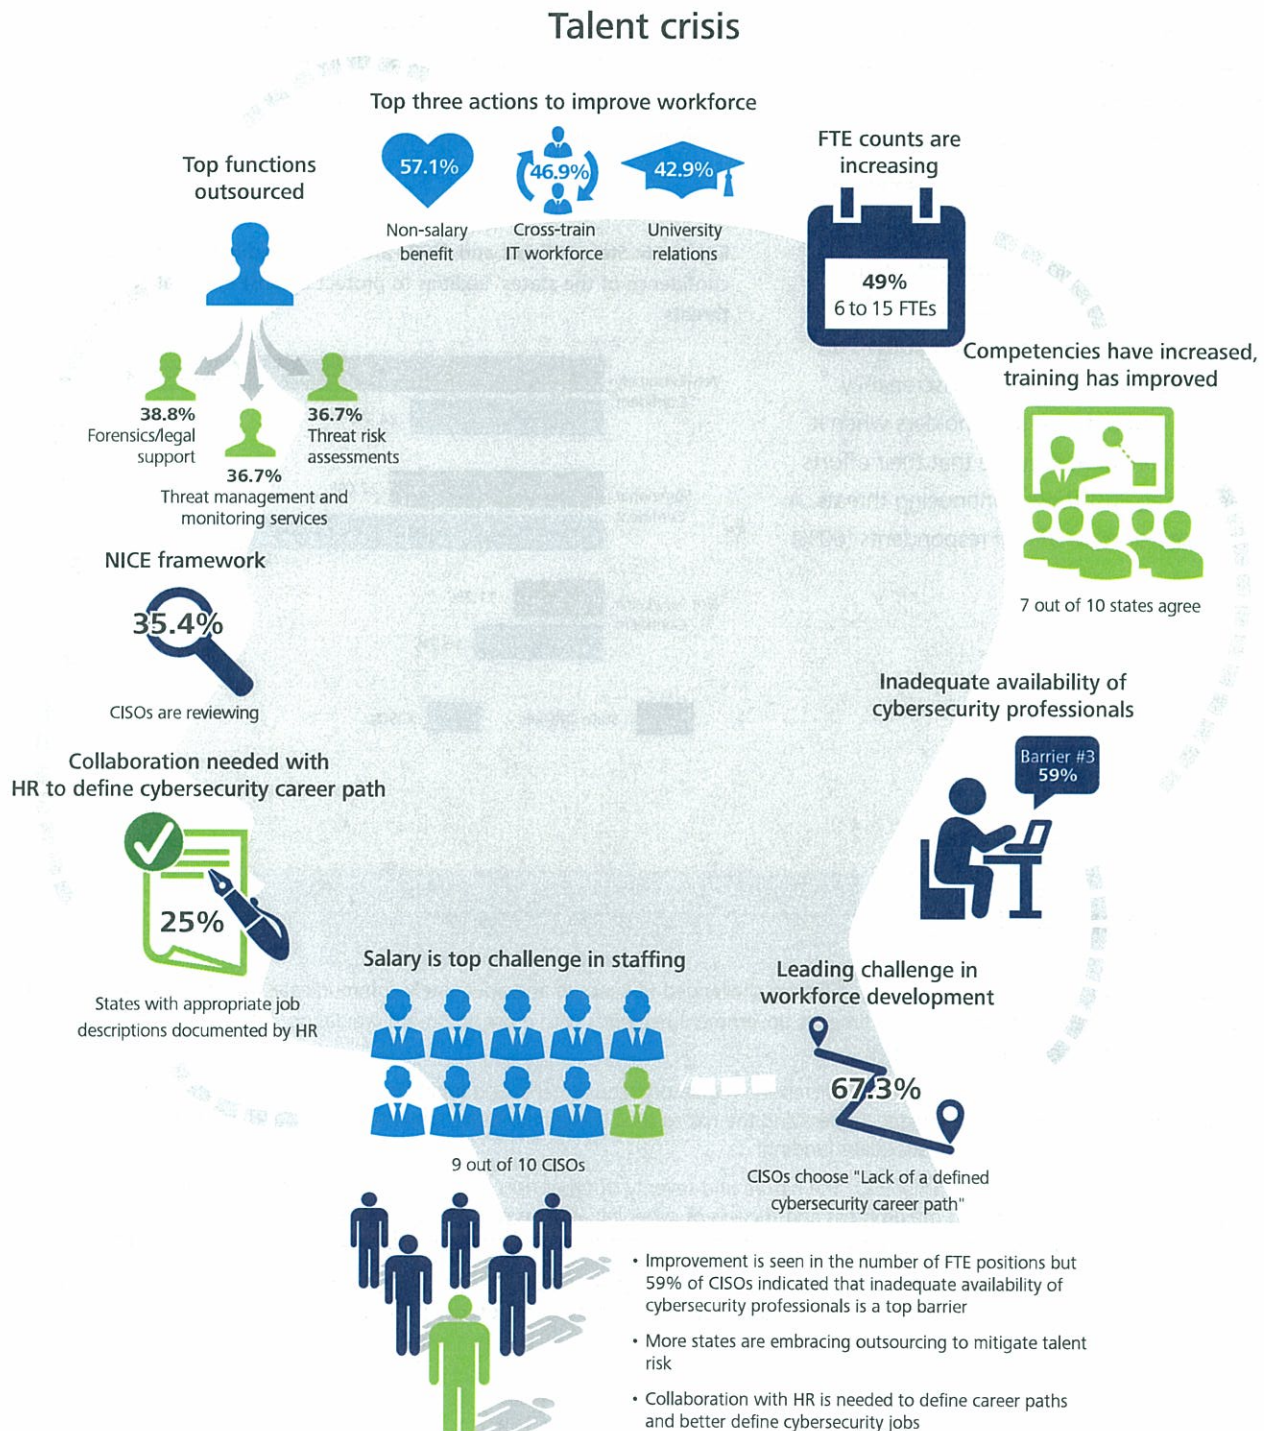 Talent crisis
Top three actions to improve workforce
57.1%
Non-salary
benefit
46.9%
Cross-train
IT workforce
42.9%
University
relations
FTE counts are
increasing
49%
6 to 15 FTEs
Top functions
outsourced
38.8%
Forensics/legal
support
36.7%
Threat management and
monitoring services
36.7%
Threat risk
assessments
Competencies have increased,
training has improved
7 out of 10 states agree
NICE framework
35.4%
CISOs are reviewing
Inadequate availability of
cybersecurity professionals
Barrier #3
59%
Collaboration needed with
HR to define cybersecurity career path
25%
States with appropriate job
descriptions documented by HR
Salary is top challenge in staffing
9 out of 10 CISOs
Leading challenge in
workforce development
67.3%
CISOs choose "Lack of a defined
cybersecurity career path"
• Improvement is seen in the number of FTE positions but
59% of CISOs indicated that inadequate availability of
cybersecurity professionals is a top barrier
• More states are embracing outsourcing to mitigate talent
risk
• Collaboration with HR is needed to define career paths
and better define cybersecurity jobs